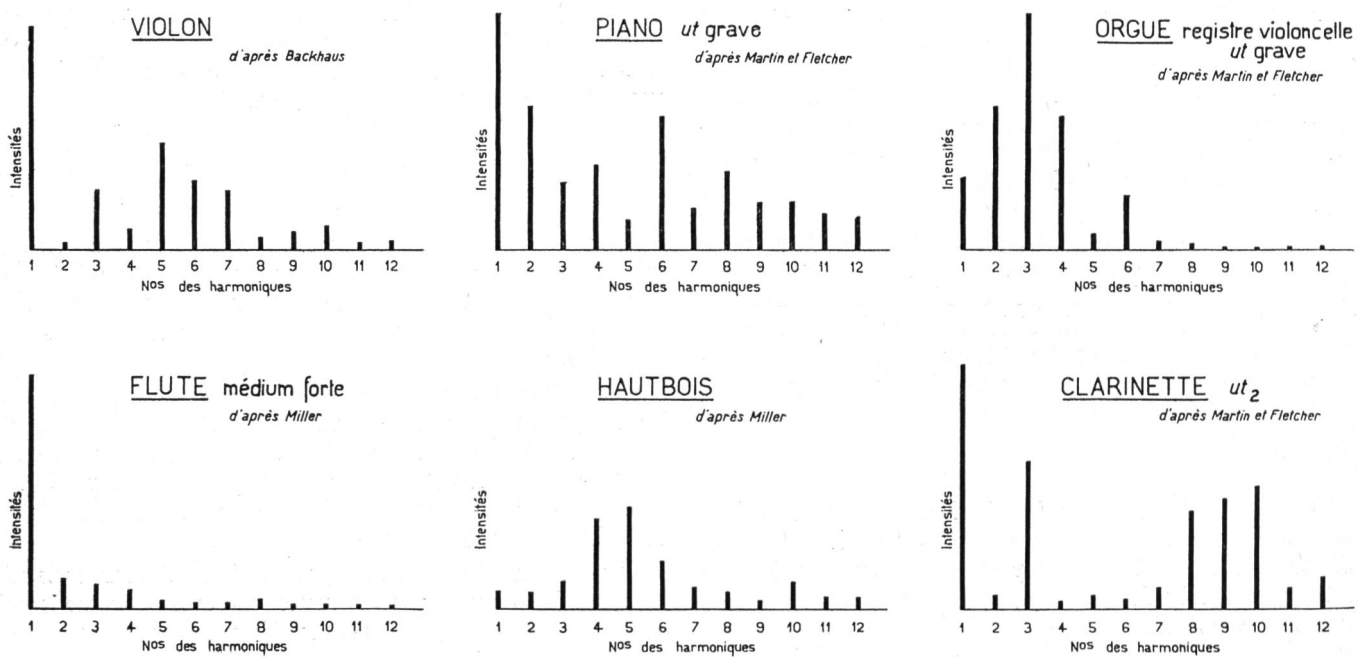 VIOLON
d'après Backhaus
Intensités
1 2 3 4 5 6 7 8 9 10 11 12
Nos des harmoniques
PIANO ut grave
d'après Martin et Fletcher
Intensités
1 2 3 4 5 6 7 8 9 10 11 12
Nos des harmoniques
ORGUE registre violoncelle
ut grave
d'après Martin et Fletcher
Intensités
1 2 3 4 5 6 7 8 9 10 11 12
Nos des harmoniques
FLUTE médium forte
d'après Miller
Intensités
1 2 3 4 5 6 7 8 9 10 11 12
Nos des harmoniques
HAUTBOIS
d'après Miller
Intensités
1 2 3 4 5 6 7 8 9 10 11 12
Nos des harmoniques
CLARINETTE ut2
d'après Martin et Fletcher
Intensités
1 2 3 4 5 6 7 8 9 10 11 12
Nos des harmoniques